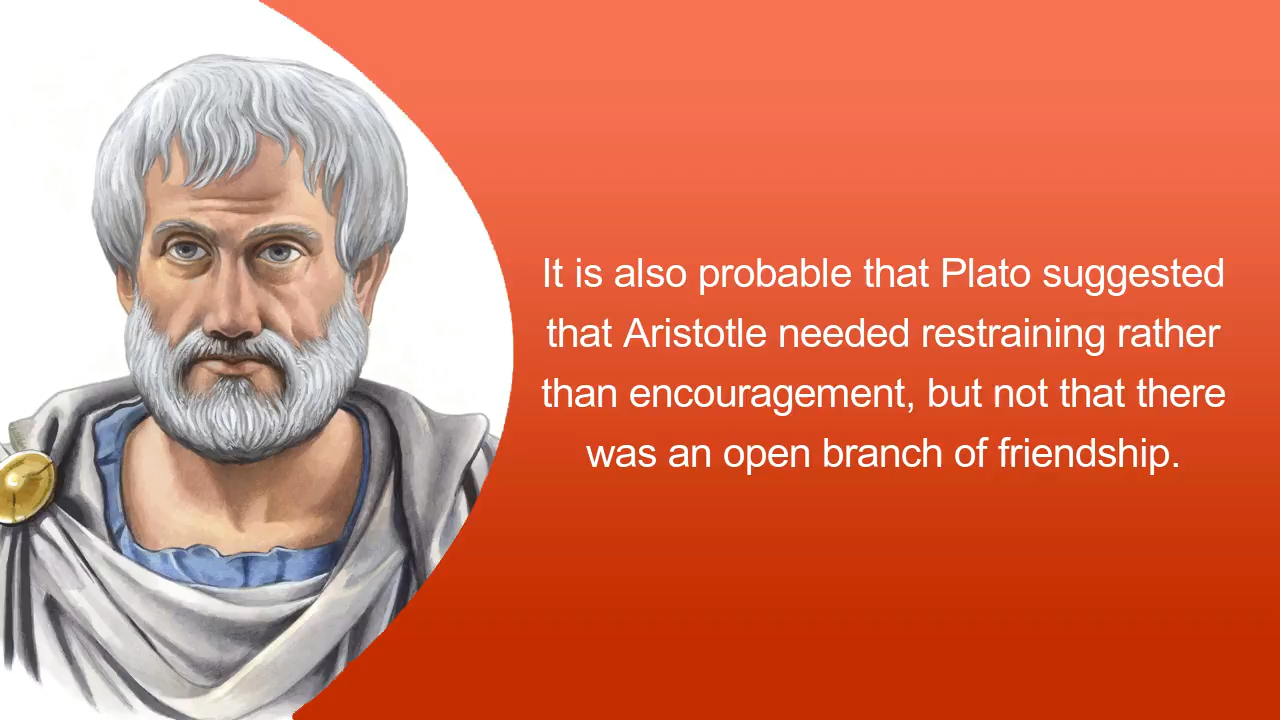 It is also probable that Plato suggested
that Aristotle needed restraining rather
than encouragement, but not that there
was an open branch of friendship.